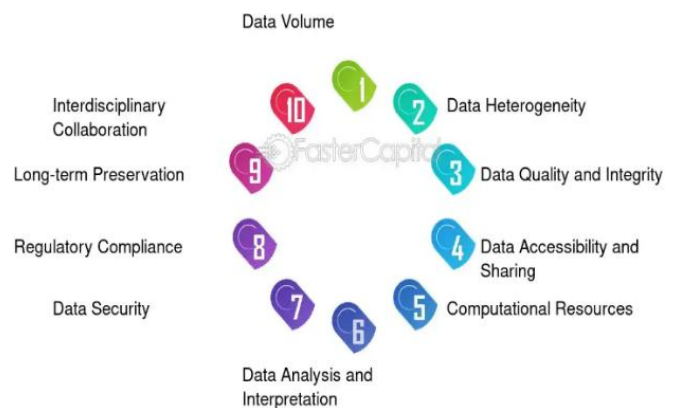 Data Volume
1
2
Data Heterogeneity
3
Data Quality and Integrity
4
Data Accessibility and
Sharing
5
Computational Resources
6
Data Analysis and
Interpretation
7
Data Security
8
Regulatory Compliance
9
Long-term Preservation
10
Interdisciplinary
Collaboration
FasterCapital